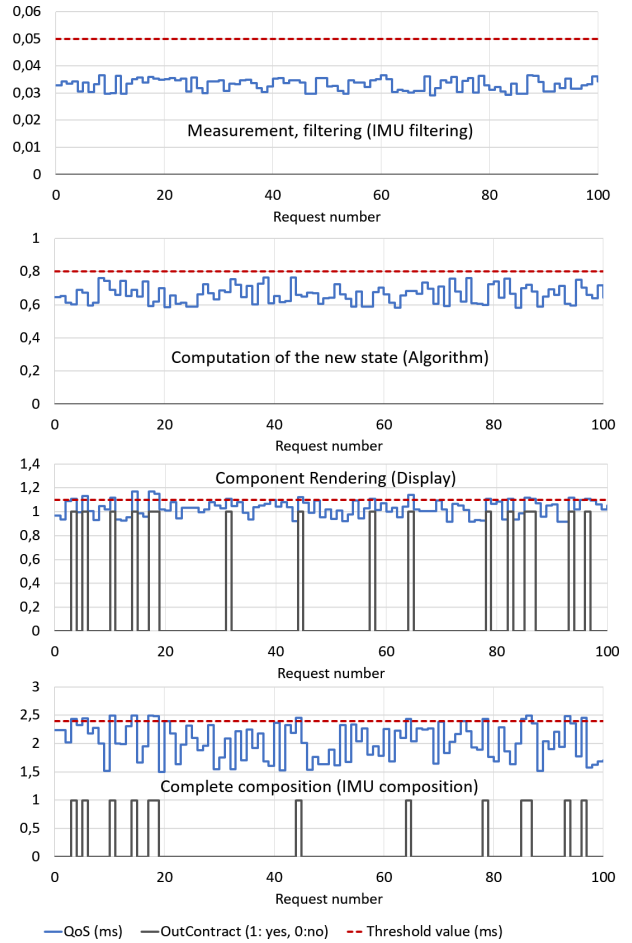 0,06
0,05
0,04
0,03
0,02
0,01
0
Measurement, filtering (IMU filtering)
0 20 40 60 80 100
Request number
1
0,8
0,6
0,4
0,2
0
Computation of the new state (Algorithm)
0 20 40 60 80 100
Request number
1,4
1,2
1
0,8
0,6
0,4
0,2
0
Component Rendering (Display)
0 20 40 60 80 100
Request number
3
2,5
2
1,5
1
0,5
0
Complete composition (IMU composition)
0 20 40 60 80 100
Request number
QoS (ms) OutContract (1: yes, 0:no) Threshold value (ms)